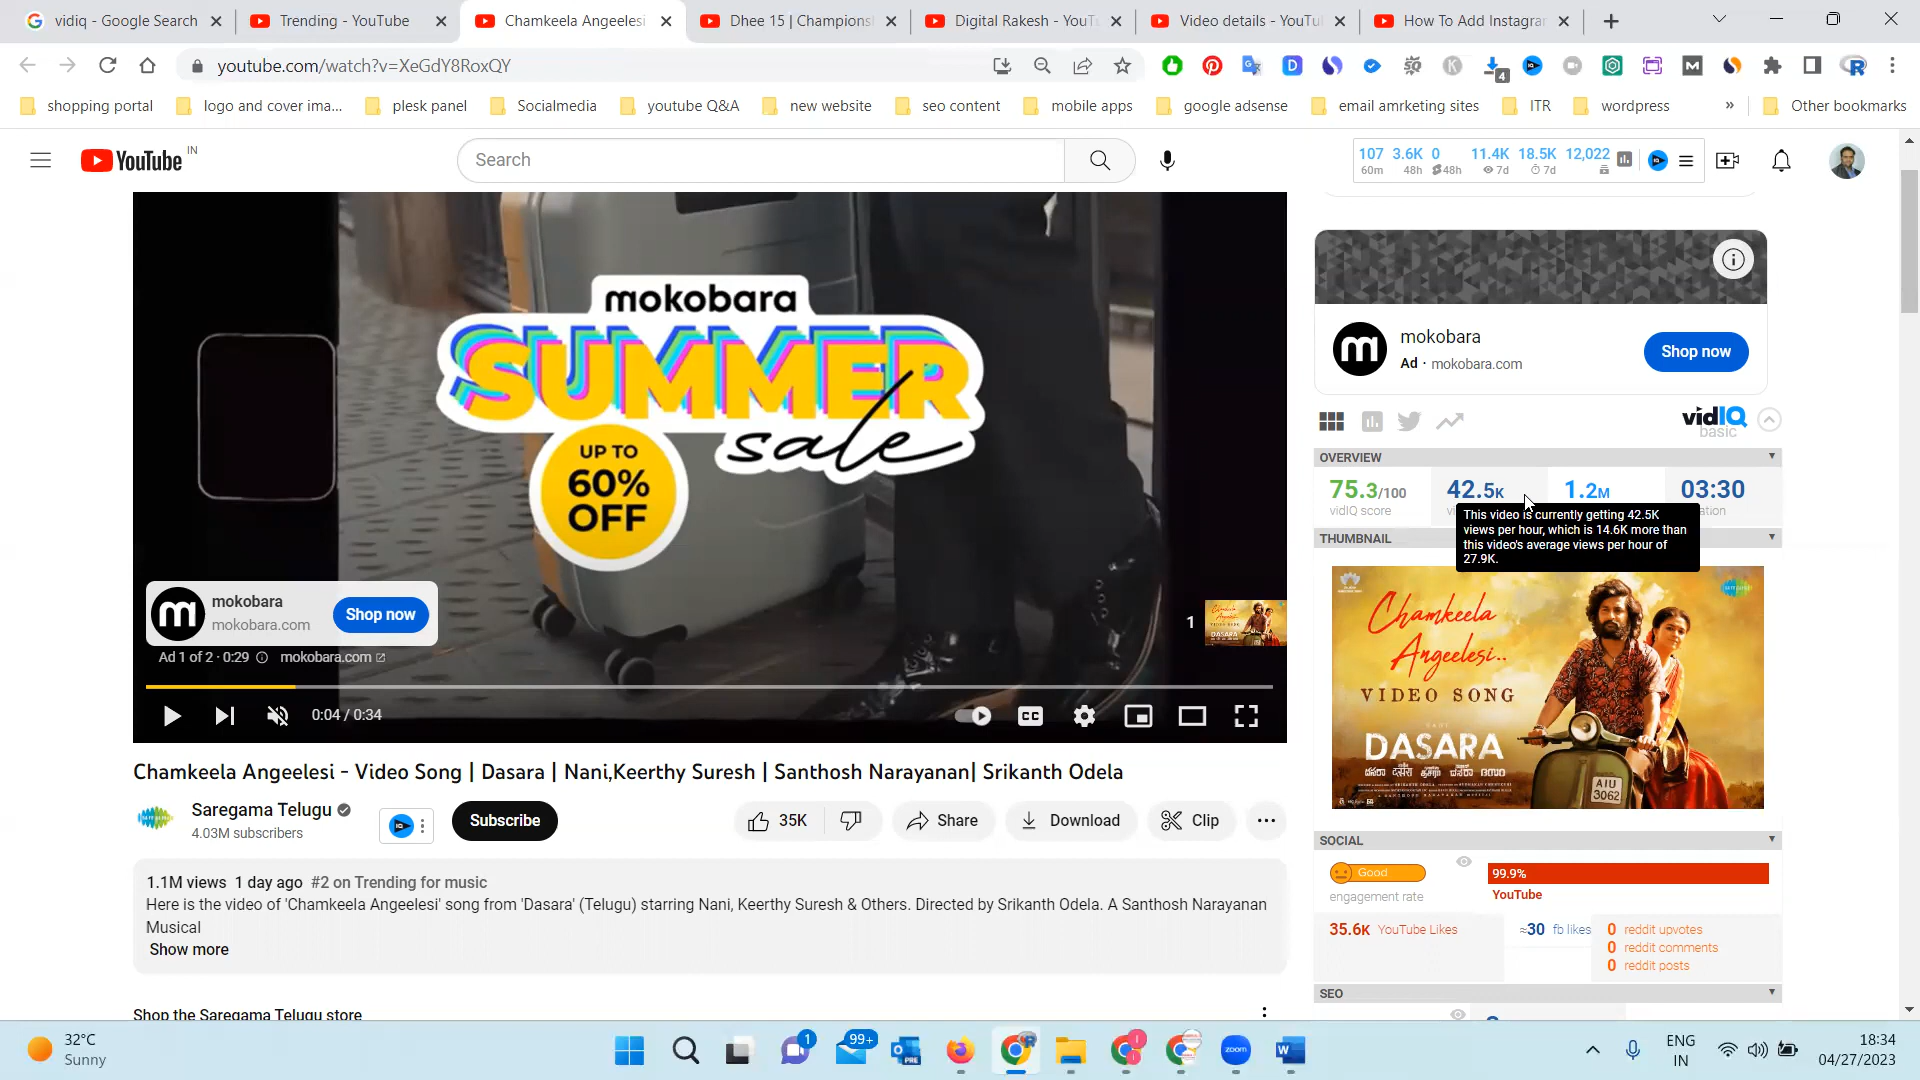 vidiq - Google Search
Trending - YouTube
Chamkeela Angeelesi
Dhee 15 | Champions
Digital Rakesh - YouT
Video details - YouTu
How To Add Instagra
youtube.com/watch?v=XeGdY8RoxQY
4
shopping portal
logo and cover ima...
plesk panel
Socialmedia
youtube Q&A
new website
seo content
mobile apps
google adsense
email amrketing sites
ITR
wordpress
»
Other bookmarks
YouTube IN
Search
107 3.6K 0 11.4K 18.5K 12,022
60m 48h 48h 7d 7d
mokobara
SUMMER
sale
UP TO
60%
OFF
mokobara
mokobara.com
Shop now
Ad 1 of 2 · 0:29 mokobara.com
1
0:04 / 0:34
CC
mokobara
Ad · mokobara.com
Shop now
vidIQ
basic
OVERVIEW
75.3/100 42.5K 1.2M 03:30
vidIQ score
This video is currently getting 42.5K
views per hour, which is 14.6K more than
this video's average views per hour of
27.9K.
THUMBNAIL
Chamkeela
Angeelesi..
VIDEO SONG
DASARA
AIU
3062
Chamkeela Angeelesi - Video Song | Dasara | Nani,Keerthy Suresh | Santhosh Narayanan| Srikanth Odela
Saregama Telugu
4.03M subscribers
Subscribe
35K
Share
Download
Clip
1.1M views 1 day ago #2 on Trending for music
Here is the video of 'Chamkeela Angeelesi' song from 'Dasara' (Telugu) starring Nani, Keerthy Suresh & Others. Directed by Srikanth Odela. A Santhosh Narayanan
Musical
Show more
Shop the Saregama Telugu store
SOCIAL
Good
engagement rate
99.9%
YouTube
35.6K YouTube Likes
≈30 fb likes
0 reddit upvotes
0 reddit comments
0 reddit posts
SEO
32°C
Sunny
1
99+
PRE
zoom
ENG
IN
18:34
04/27/2023